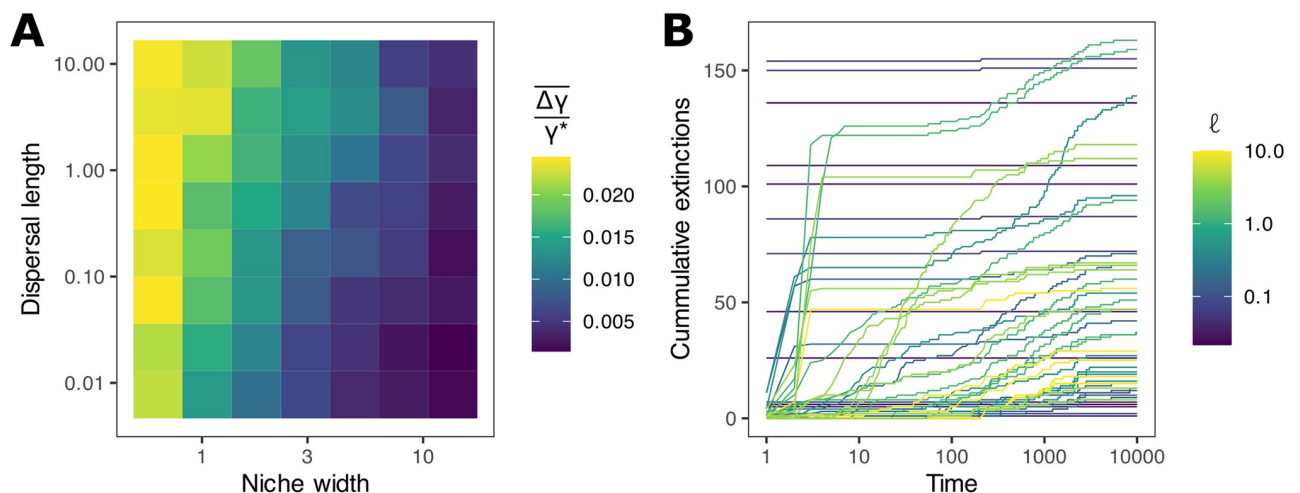 A
Dispersal length
10.00
1.00
0.10
0.01
1
3
10
Niche width
Δγ
γ*
0.020
0.015
0.010
0.005
B
Cummulative extinctions
150
100
50
0
1
10
100
1000
10000
Time
ℓ
10.0
1.0
0.1